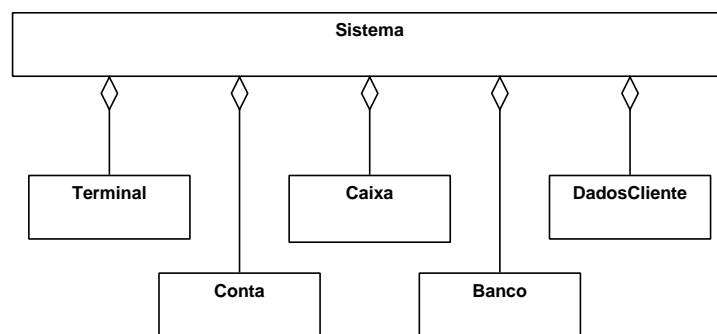 Sistema
Terminal
Caixa
DadosCliente
Conta
Banco